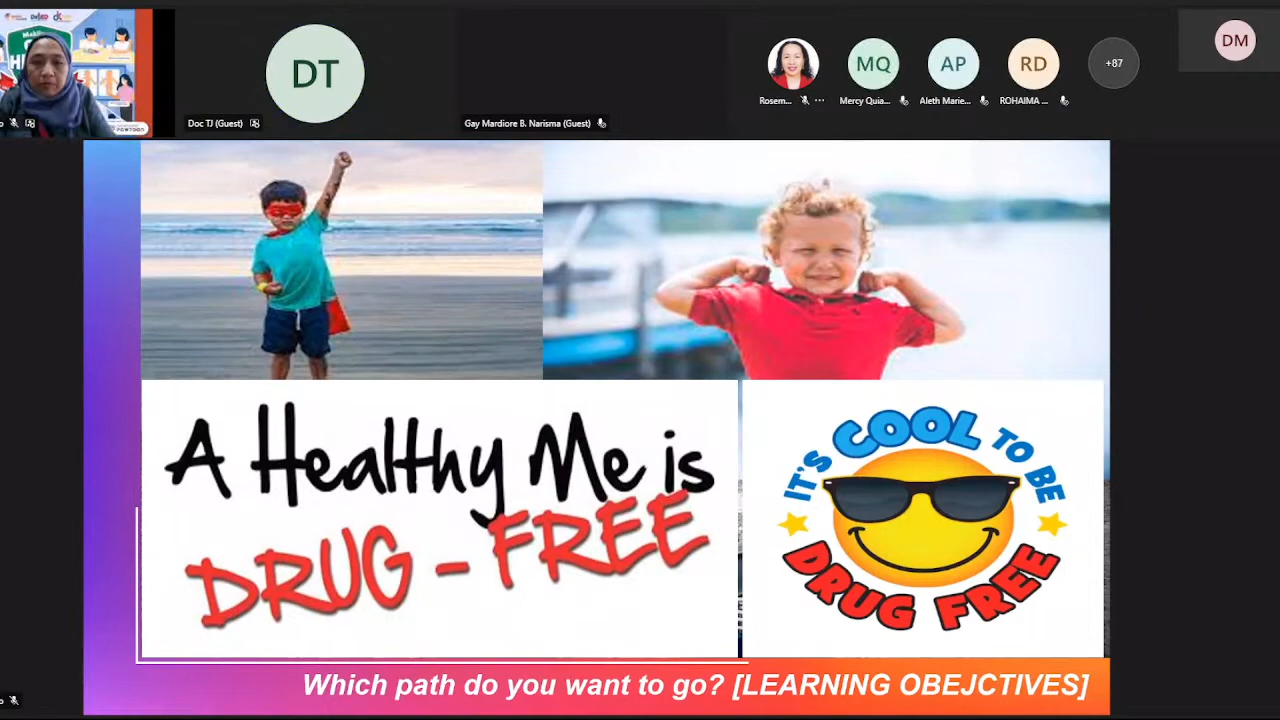 DT
Doc TJ (Guest)
Gay Mardiore B. Narisma (Guest)
Rosem...
MQ
Mercy Quia...
AP
Aleth Marie...
RD
ROHAIMA ...
+87
DM
A Healthy Me is
DRUG - FREE
IT'S COOL TO BE
DRUG FREE
Which path do you want to go? [LEARNING OBEJCTIVES]